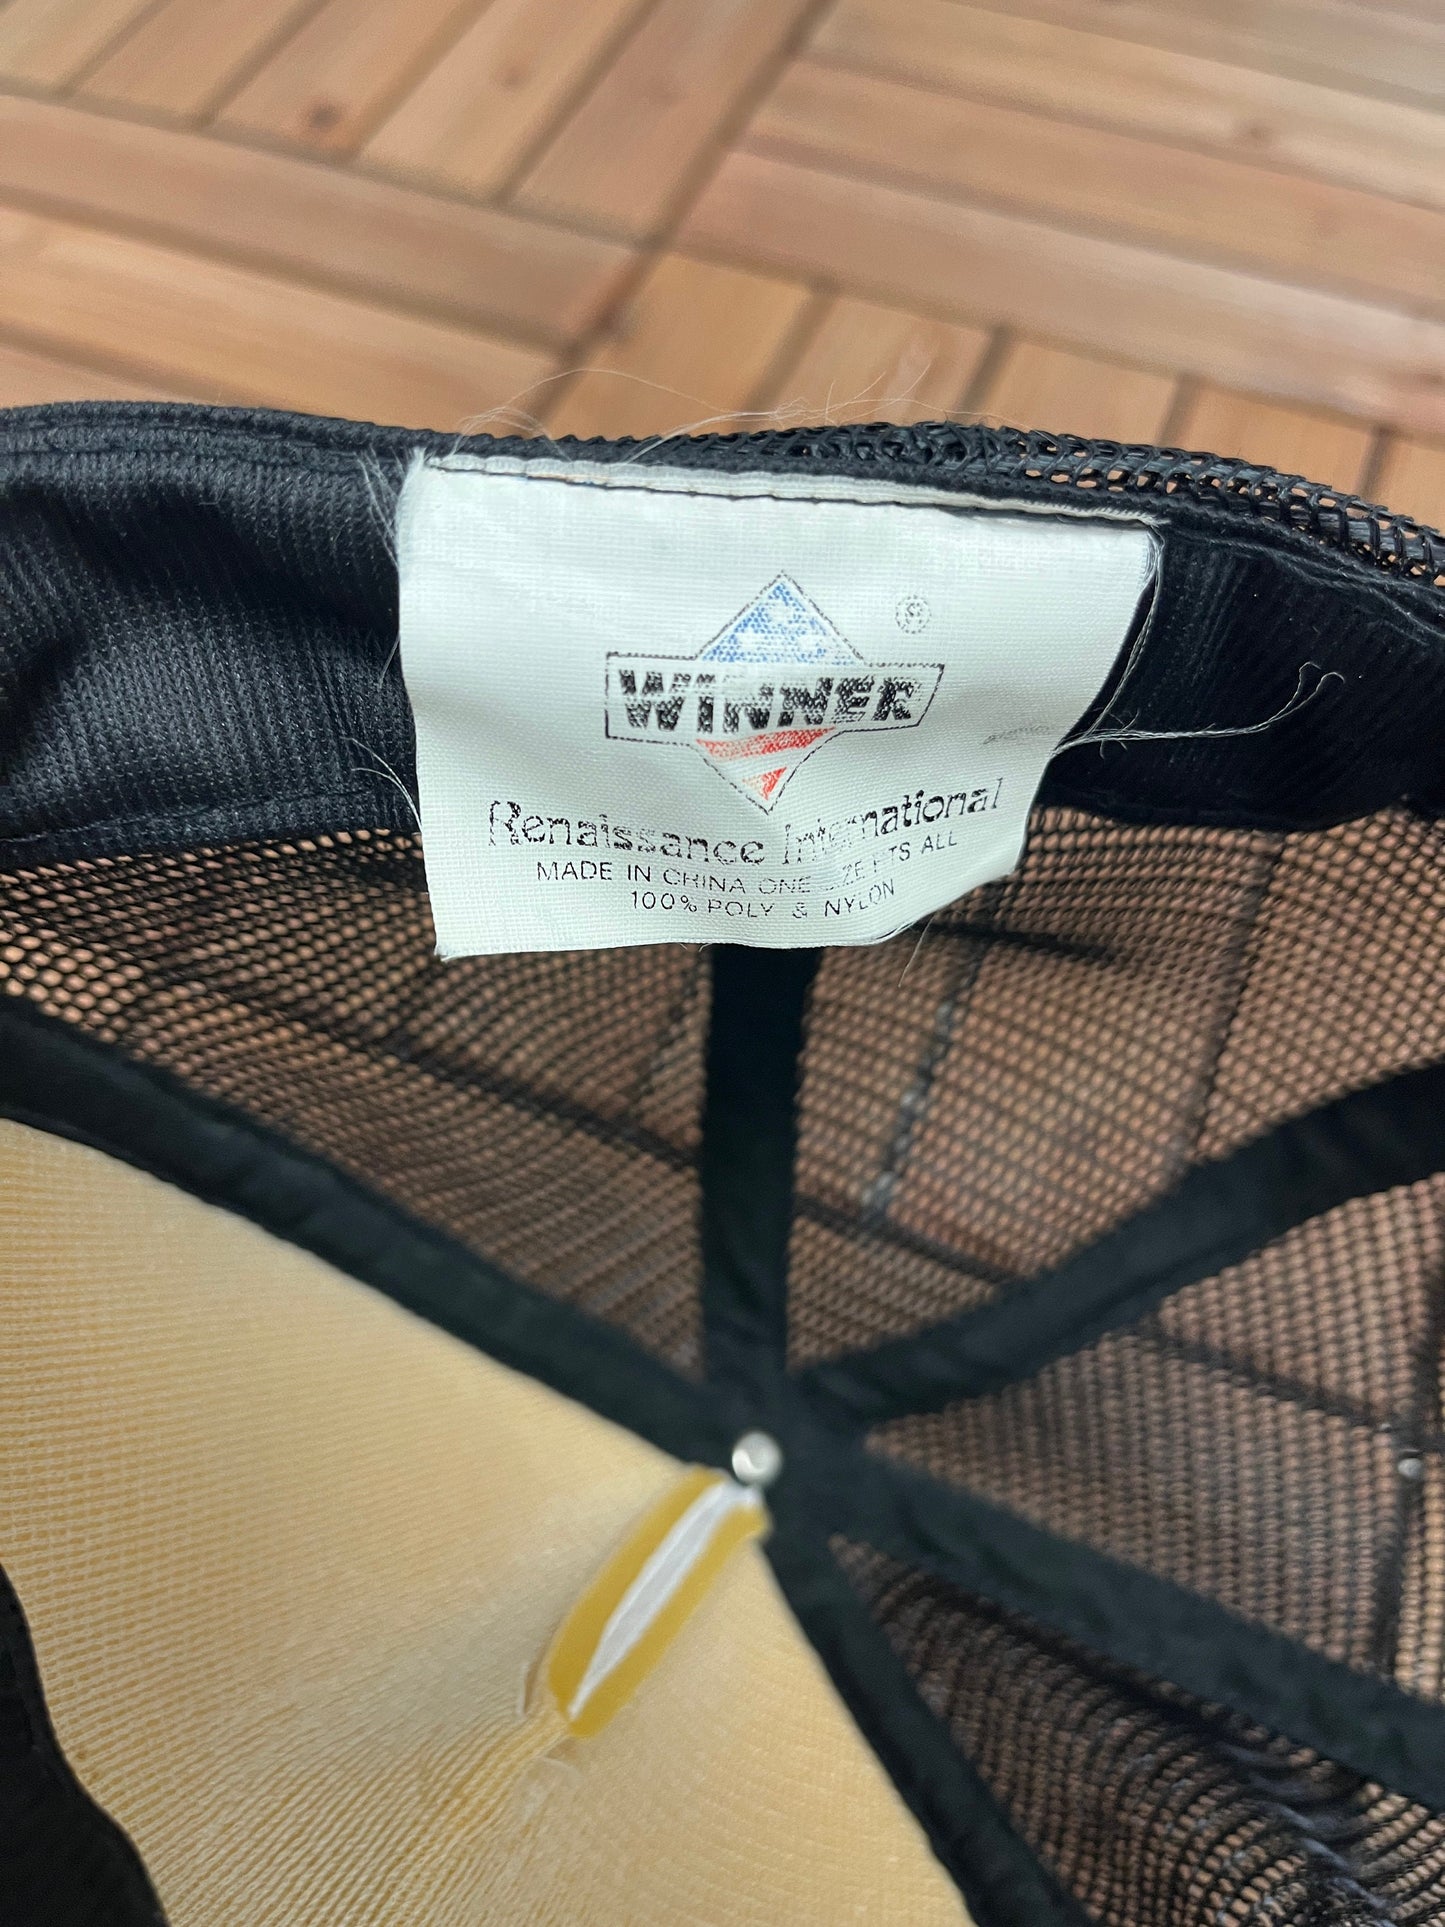 ®
WINNER
Renaissance International
MADE IN CHINA ONE SIZE FITS ALL
100% POLY & NYLON